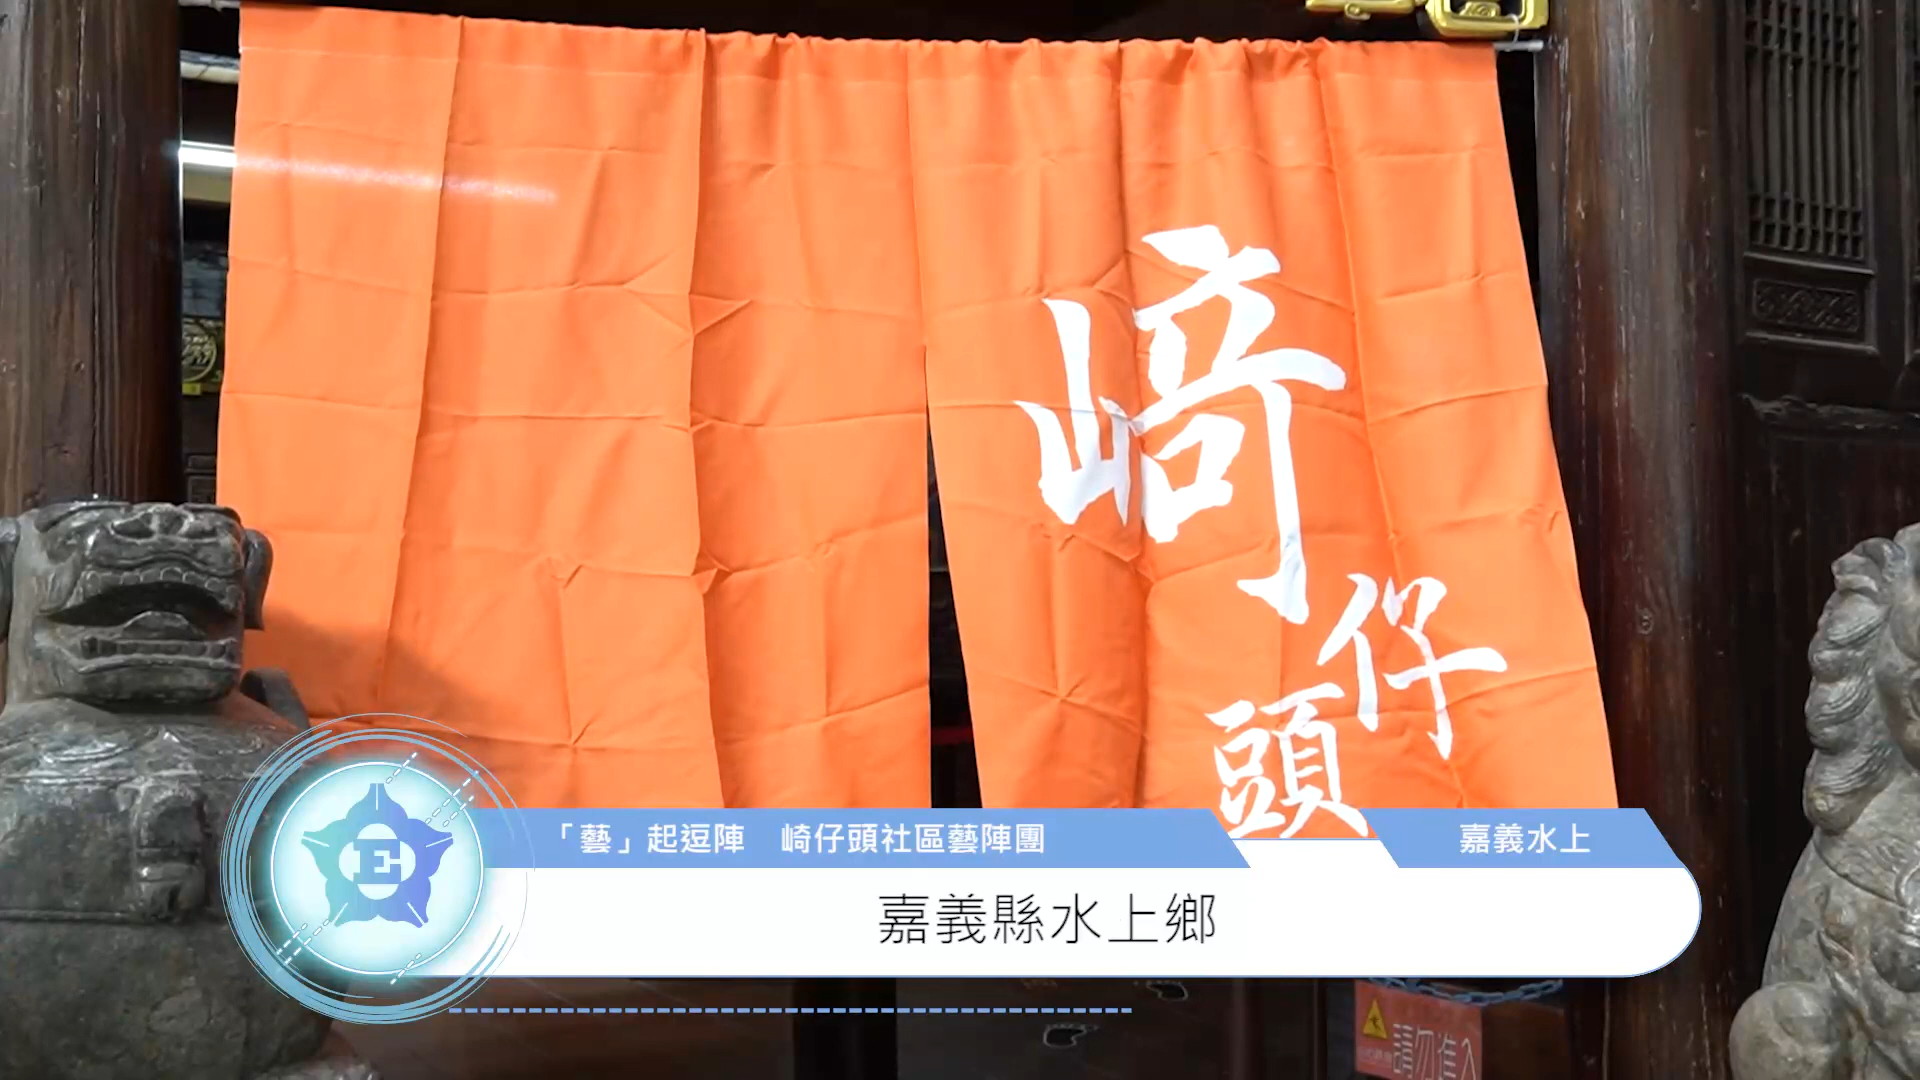 崎
仔
頭
「藝」起逗陣　崎仔頭社區藝陣團
嘉義水上
E
嘉義縣水上鄉
請勿進入